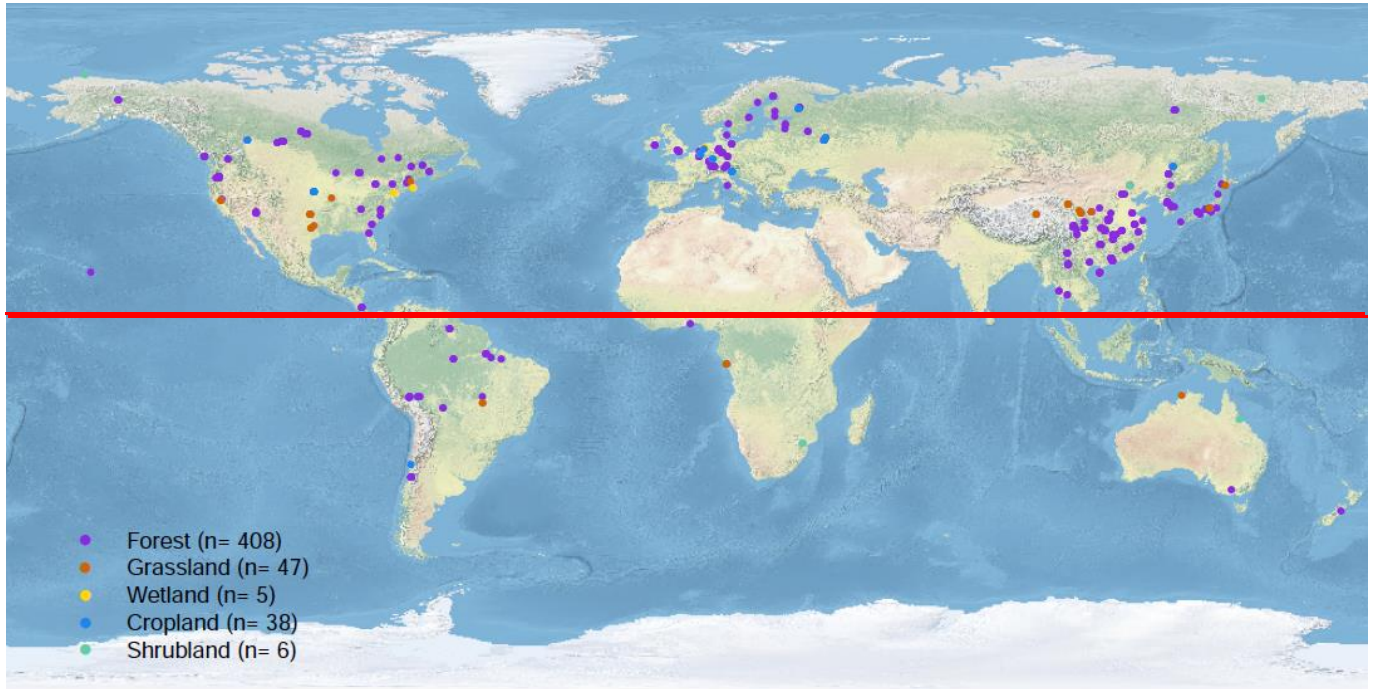 Forest (n= 408)
Grassland (n= 47)
Wetland (n= 5)
Cropland (n= 38)
Shrubland (n= 6)